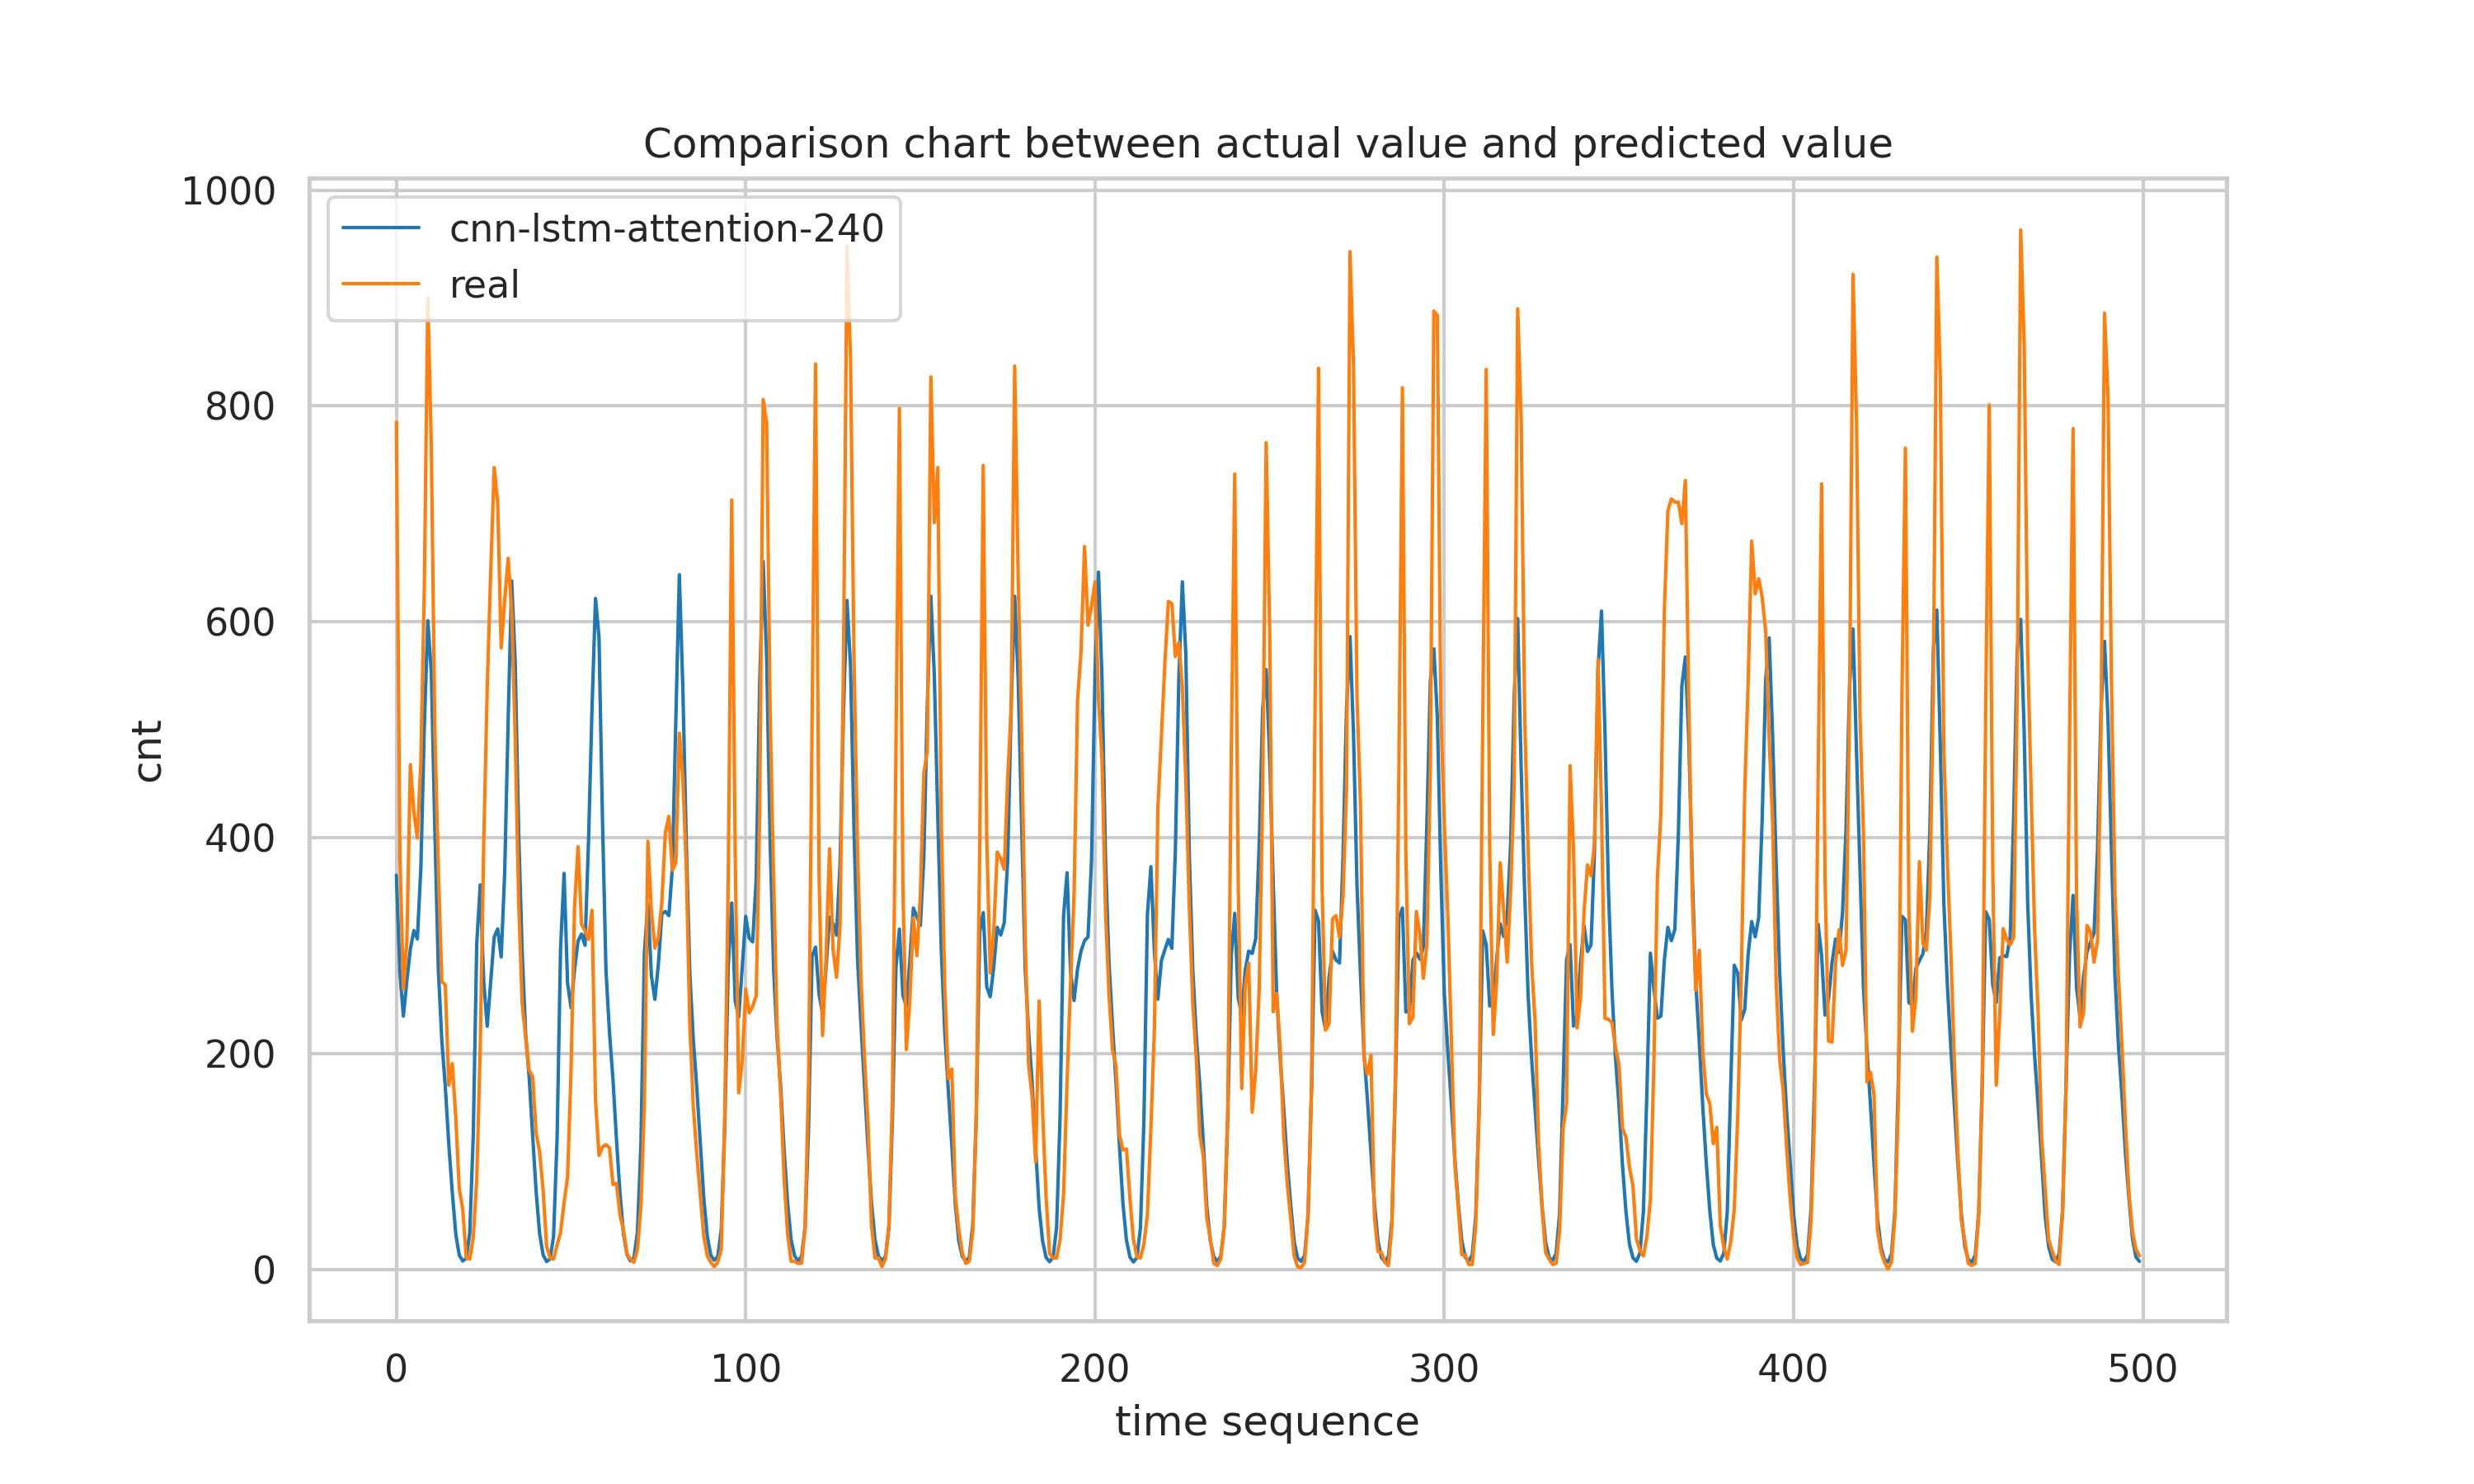 Comparison chart between actual value and predicted value
cnn-lstm-attention-240
real
1000
800
600
400
200
0
cnt
0 100 200 300 400 500
time sequence